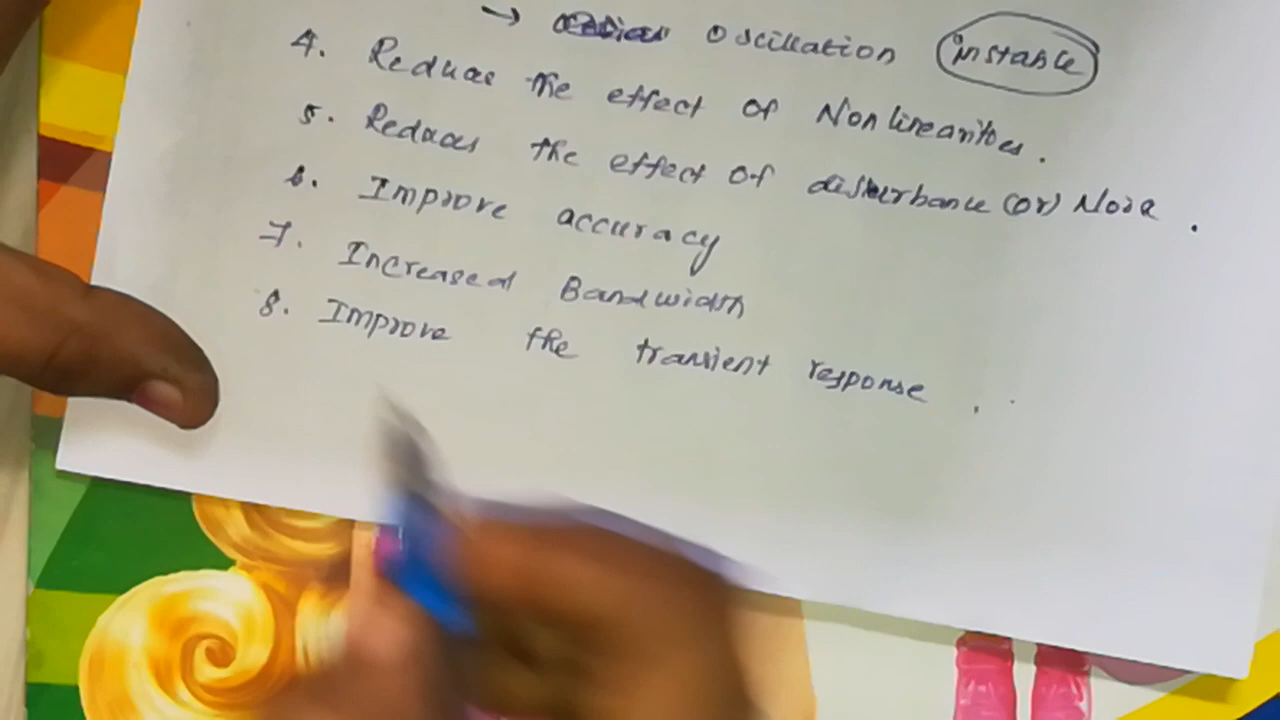 → Oscillation instable
4. Reduces the effect of Nonlinearities.
5. Reduces the effect of disturbance (or) Noise.
6. Improve accuracy
7. Increased Bandwidth
8. Improve the transient response.